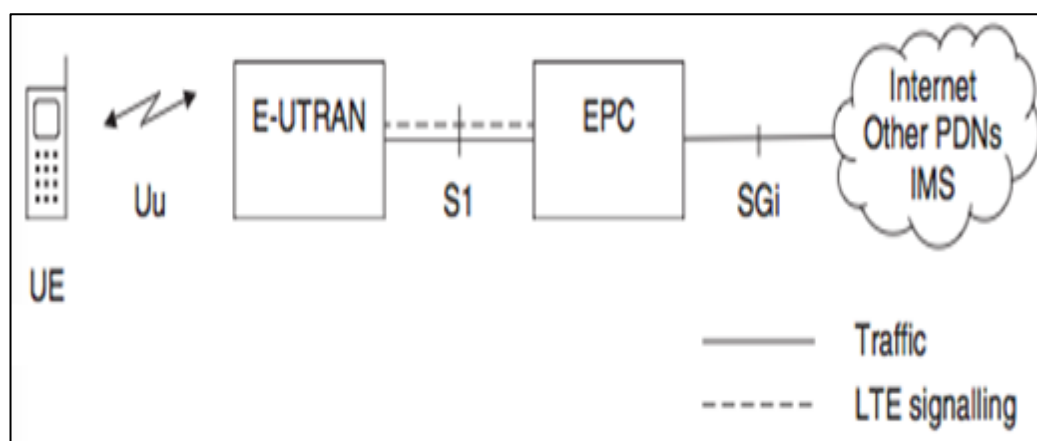 E-UTRAN
EPC
Internet
Other PDNs
IMS
Uu
S1
SGi
UE
Traffic
LTE signalling